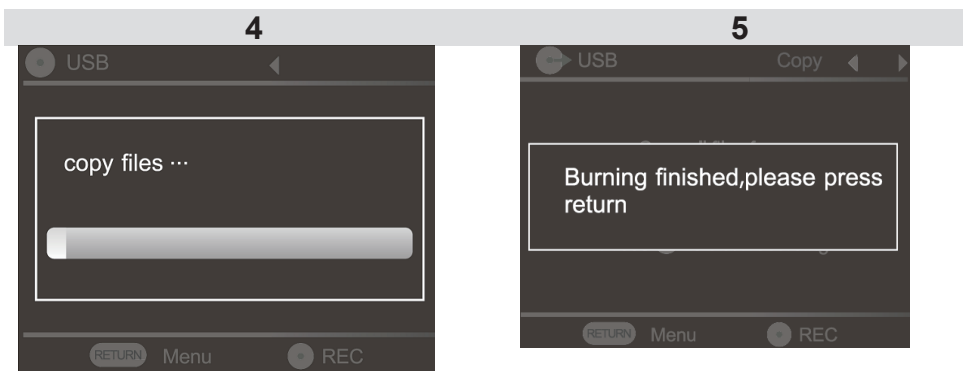 4
5
USB
copy files ···
RETURN Menu REC
USB Copy
Burning finished,please press
return
RETURN Menu REC